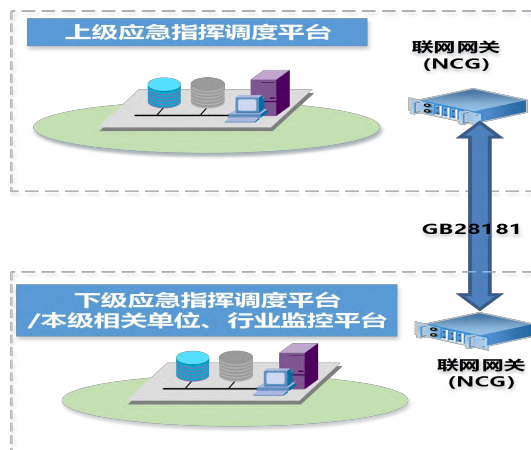 上级应急指挥调度平台
联网网关
(NCG)
GB28181
下级应急指挥调度平台
/本级相关单位、行业监控平台
联网网关
(NCG)